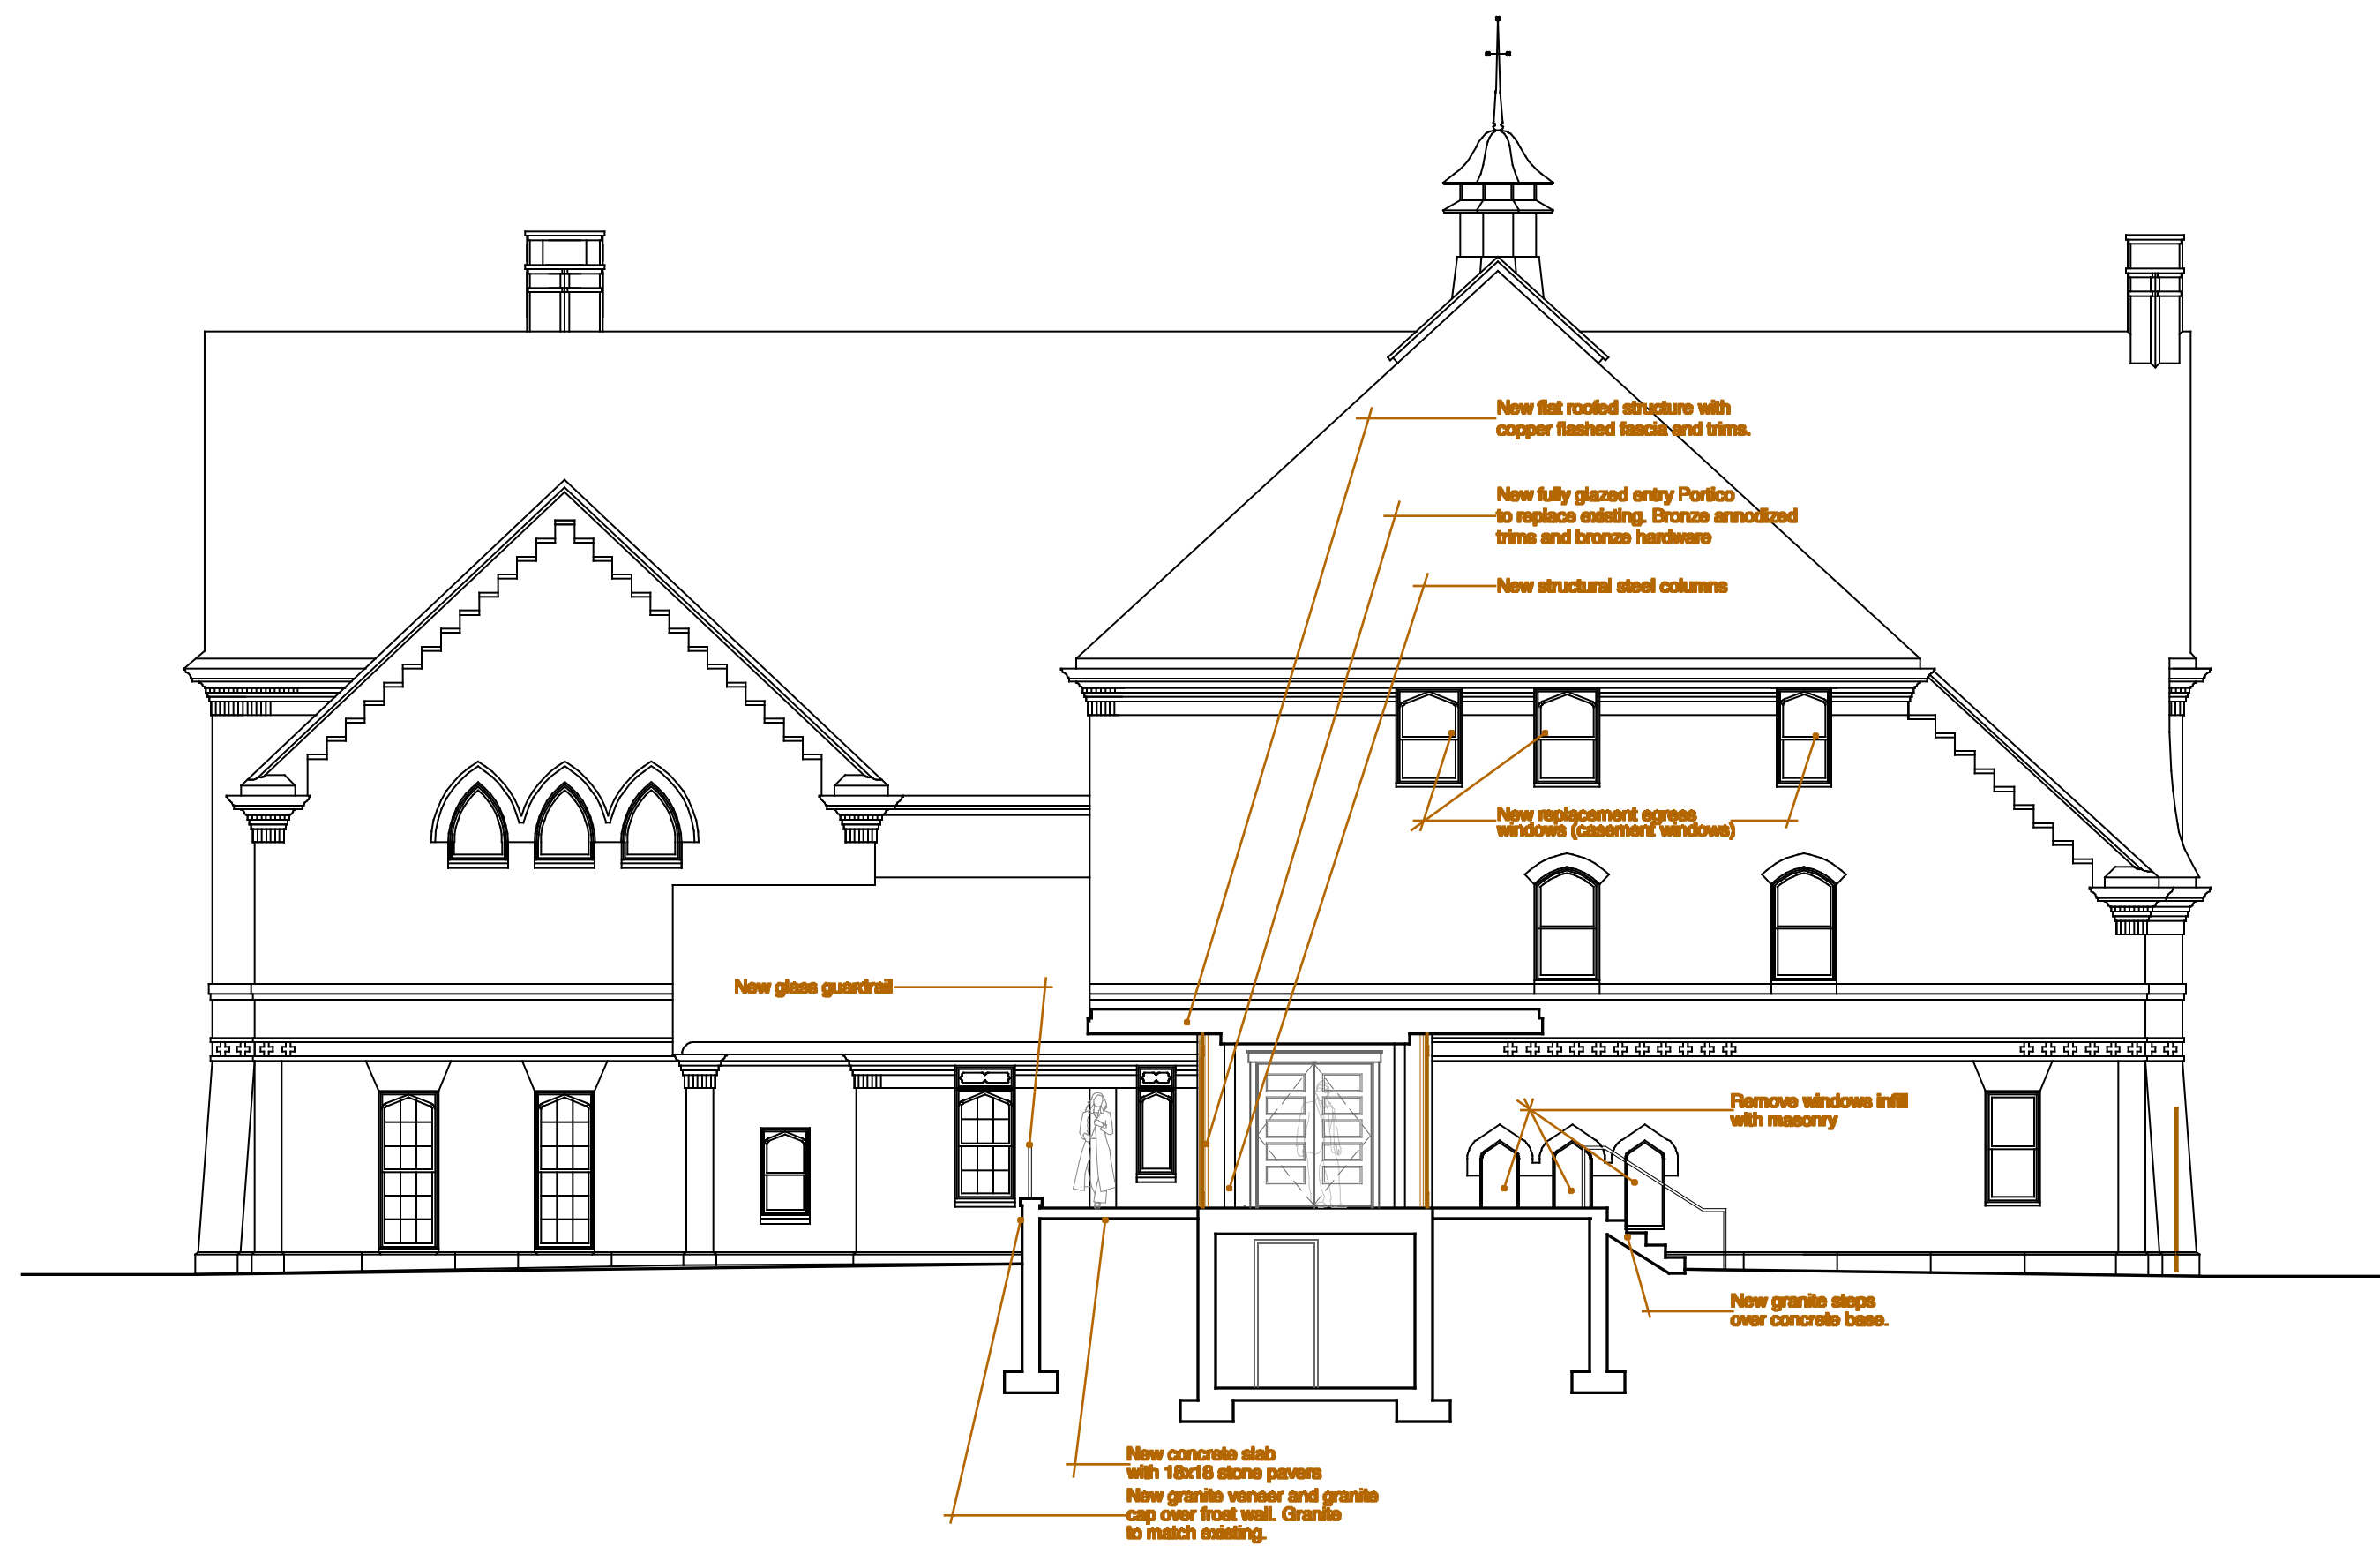 New flat roofed structure with
copper flashed fascia and trims.
New fully glazed entry Portico
to replace existing. Bronze annodized
trims and bronze hardware
New structural steel columns
New replacement egress
windows (casement windows)
New glass guardrail
Remove windows infill
with masonry
New granite steps
over concrete base.
New concrete slab
with 18x18 stone pavers
New granite veneer and granite
cap over frost wall. Granite
to match existing.